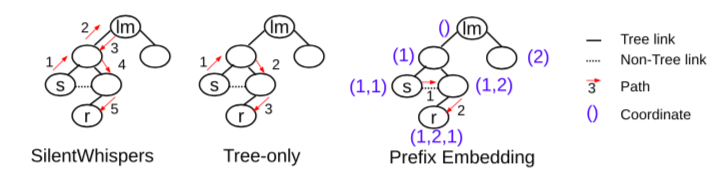 2 lm
3
1 4
s
r 5
SilentWhispers
lm
1 2
s
r 3
Tree-only
() lm
(1) (2)
(1,1) s (1,2)
1
r 2
(1,2,1)
Prefix Embedding
Tree link
Non-Tree link
3 Path
() Coordinate